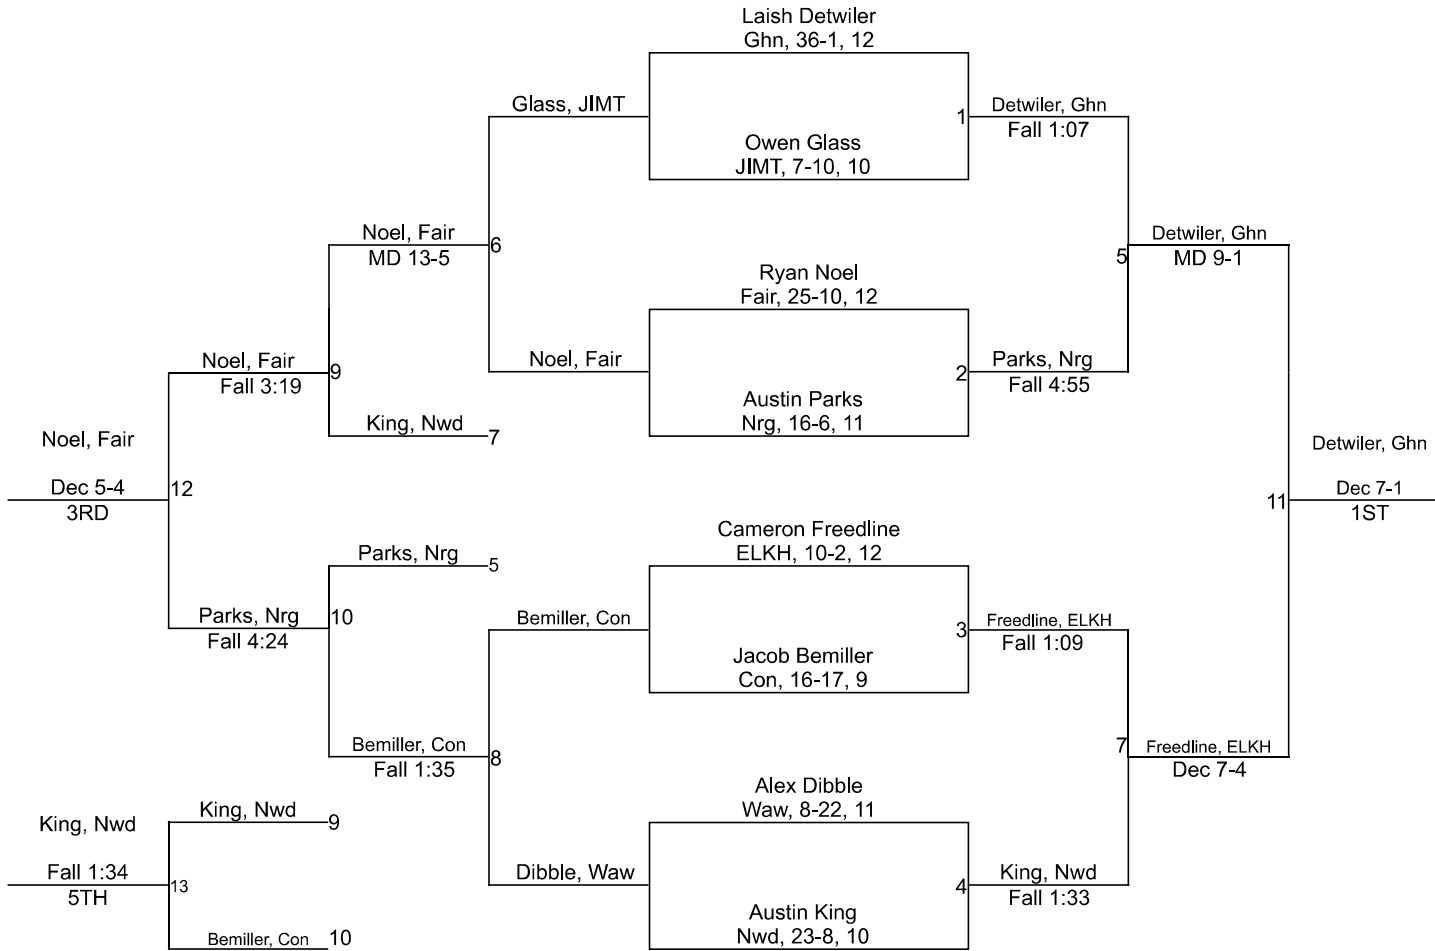 Laish Detwiler
Ghn, 36-1, 12
Glass, JIMT
1
Detwiler, Ghn
Fall 1:07
Owen Glass
JIMT, 7-10, 10
Noel, Fair
MD 13-5
6
5
Detwiler, Ghn
MD 9-1
Ryan Noel
Fair, 25-10, 12
Noel, Fair
Fall 3:19
9
Noel, Fair
2
Parks, Nrg
Fall 4:55
Austin Parks
Nrg, 16-6, 11
King, Nwd
7
Noel, Fair
Dec 5-4
3RD
12
Detwiler, Ghn
11
Dec 7-1
1ST
Cameron Freedline
ELKH, 10-2, 12
Parks, Nrg
5
Parks, Nrg
Fall 4:24
10
Bemiller, Con
3
Freedline, ELKH
Fall 1:09
Jacob Bemiller
Con, 16-17, 9
Bemiller, Con
Fall 1:35
8
7
Freedline, ELKH
Dec 7-4
Alex Dibble
Waw, 8-22, 11
King, Nwd
9
King, Nwd
Fall 1:34
5TH
13
Dibble, Waw
4
King, Nwd
Fall 1:33
Austin King
Nwd, 23-8, 10
Bemiller, Con
10